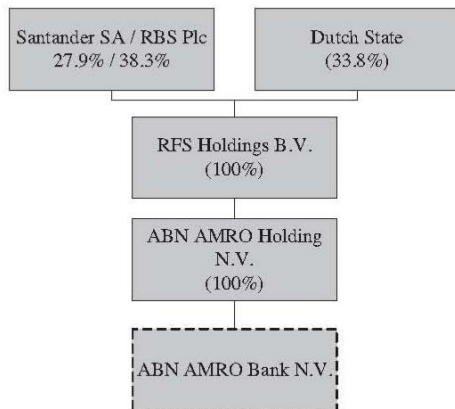 Santander SA / RBS Plc
27.9% / 38.3%
Dutch State
(33.8%)
RFS Holdings B.V.
(100%)
ABN AMRO Holding
N.V.
(100%)
ABN AMRO Bank N.V.